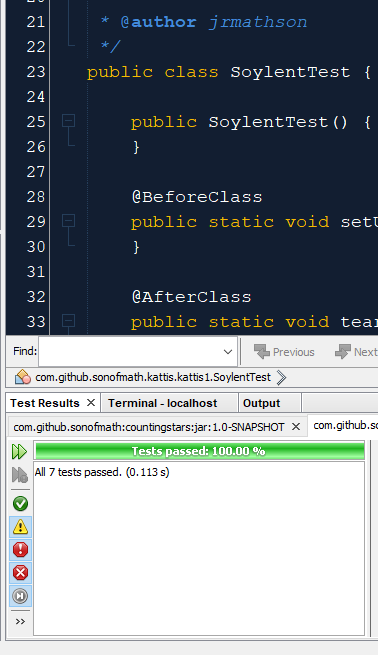 20
21 * @author jrmathson
22 */
23 public class SoylentTest {
24
25 public SoylentTest() {
26 }
27
28 @BeforeClass
29 public static void setU
30 }
31
32 @AfterClass
33 public static void tear
Find: Previous Next
com.github.sonofmath.kattis.kattis1.SoylentTest
Test Results × Terminal - localhost Output
com.github.sonofmath:countingstars:jar:1.0-SNAPSHOT × com.github.so
Tests passed: 100.00 %
All 7 tests passed. (0.113 s)
>>